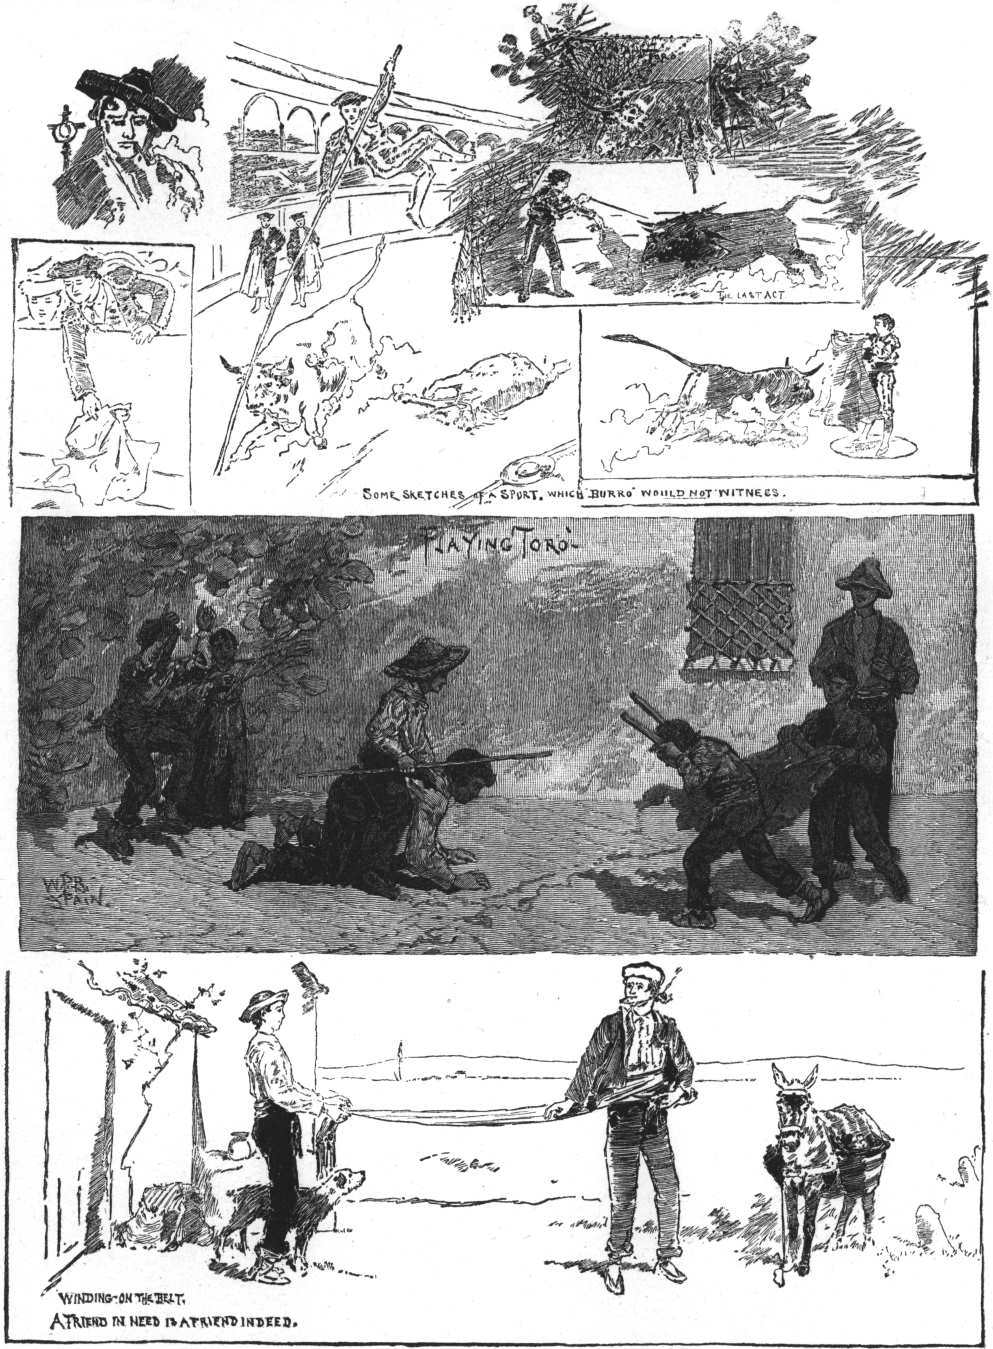 TORO
THE LAST ACT
SOME SKETCHES OF A SPORT, WHICH "BURRO" WOULD NOT WITNESS.
PLAYING TORO-
W.P.B.
SPAIN.
WINDING-ON THE BELT.
A FRIEND IN NEED IS A FRIEND INDEED.